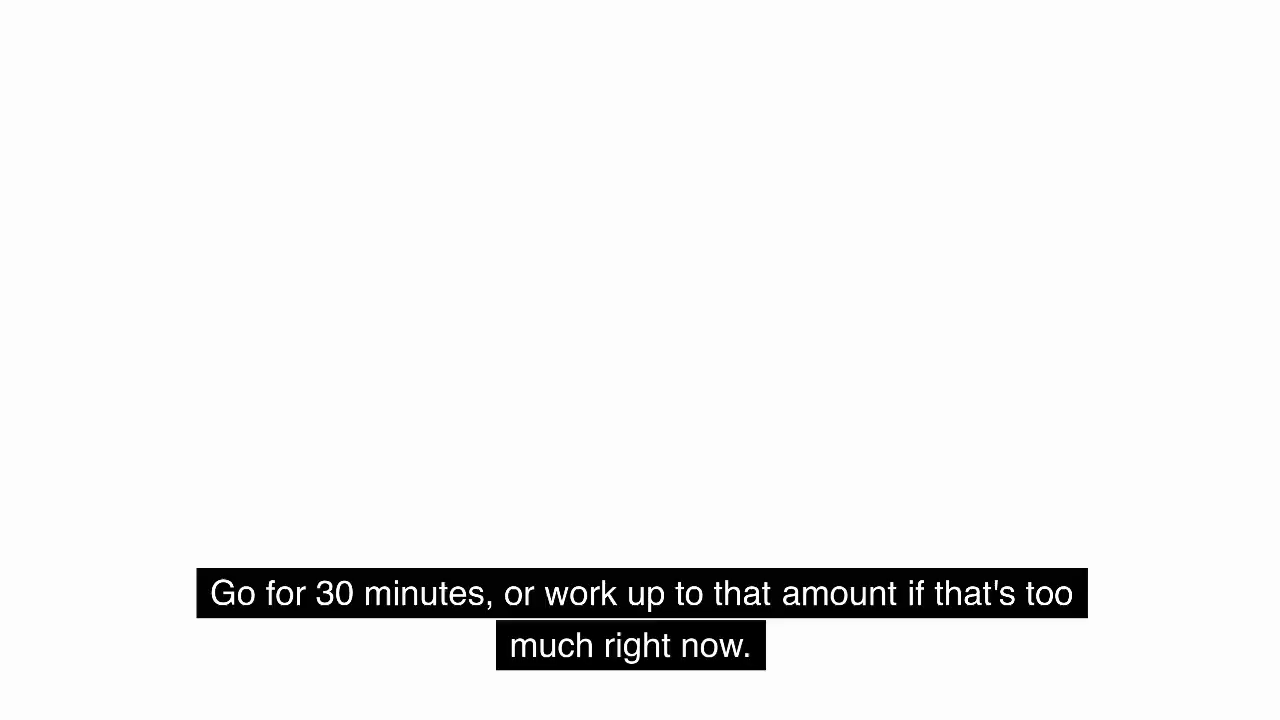 Go for 30 minutes, or work up to that amount if that's too
much right now.